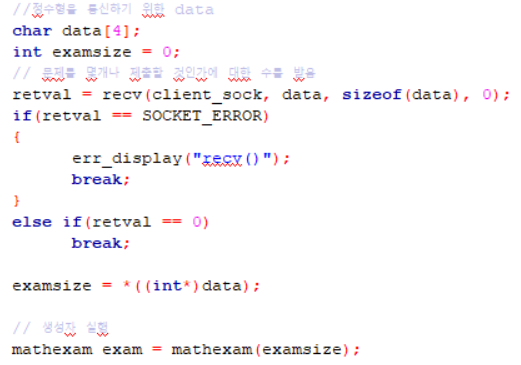 //정수형을 통신하기 위한 data
char data[4];
int examsize = 0;
// 문제를 몇개나 제출할 것인가에 대한 수를 받음
retval = recv(client_sock, data, sizeof(data), 0);
if(retval == SOCKET_ERROR)
{
err_display("recv()");
break;
}
else if(retval == 0)
break;
examsize = *((int*)data);
// 생성자 실행
mathexam exam = mathexam(examsize);